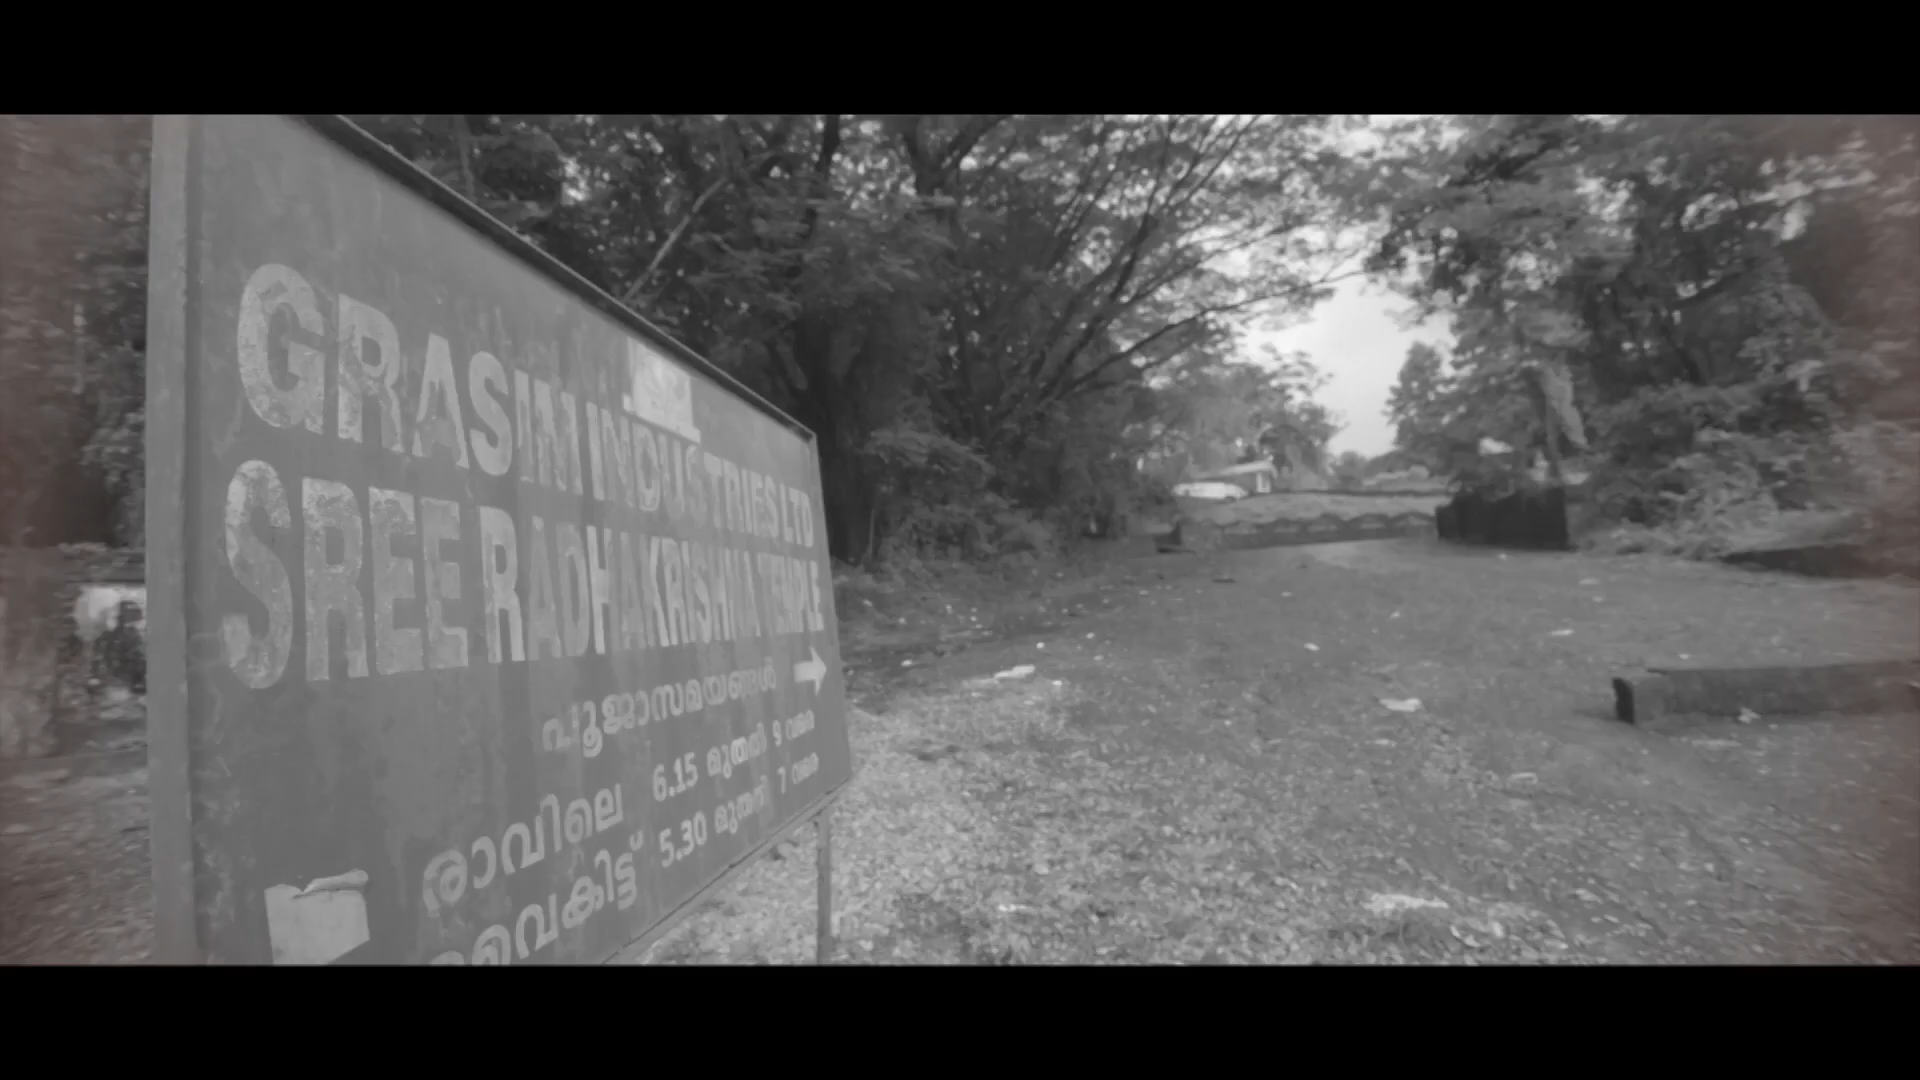 GRASIM INDUSTRIES LTD
SREE RADHAKRISHNA TEMPLE
പൂജാസമയങ്ങൾ
രാവിലെ 6.15 മുതൽ 9 വരെ
വൈകിട്ട് 5.30 മുതൽ 7 വരെ